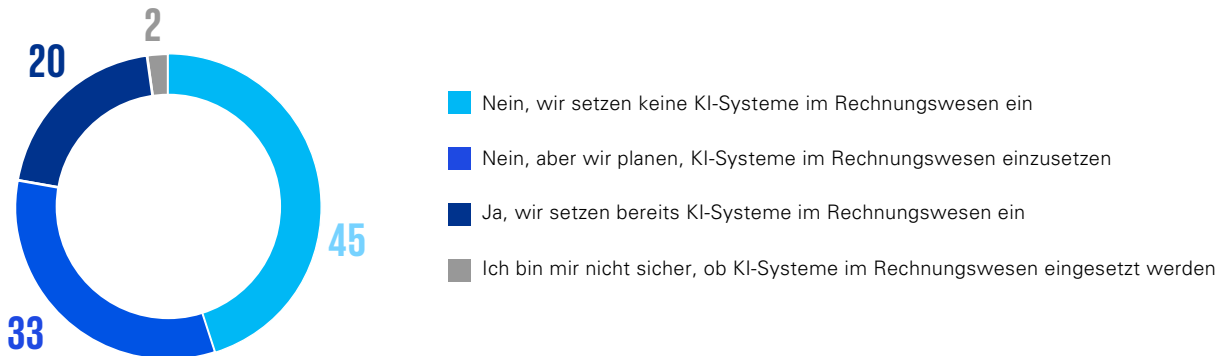 2
20
45
33
Nein, wir setzen keine KI-Systeme im Rechnungswesen ein
Nein, aber wir planen, KI-Systeme im Rechnungswesen einzusetzen
Ja, wir setzen bereits KI-Systeme im Rechnungswesen ein
Ich bin mir nicht sicher, ob KI-Systeme im Rechnungswesen eingesetzt werden